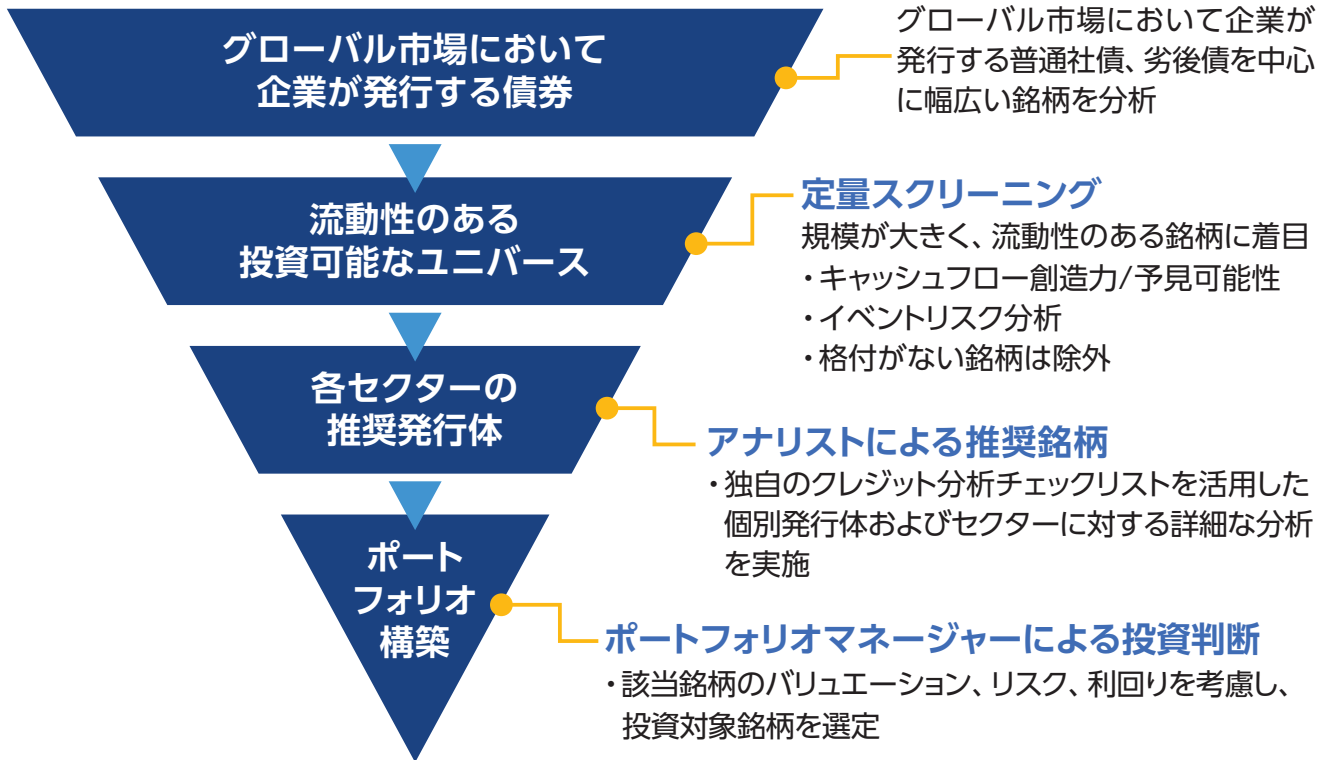 グローバル市場において
企業が発行する債券
グローバル市場において企業が
発行する普通社債、劣後債を中心
に幅広い銘柄を分析
流動性のある
投資可能なユニバース
定量スクリーニング
規模が大きく、流動性のある銘柄に着目
・キャッシュフロー創造力/予見可能性
・イベントリスク分析
・格付がない銘柄は除外
各セクターの
推奨発行体
アナリストによる推奨銘柄
・独自のクレジット分析チェックリストを活用した
個別発行体およびセクターに対する詳細な分析
を実施
ポート
フォリオ
構築
ポートフォリオマネージャーによる投資判断
・該当銘柄のバリュエーション、リスク、利回りを考慮し、
投資対象銘柄を選定